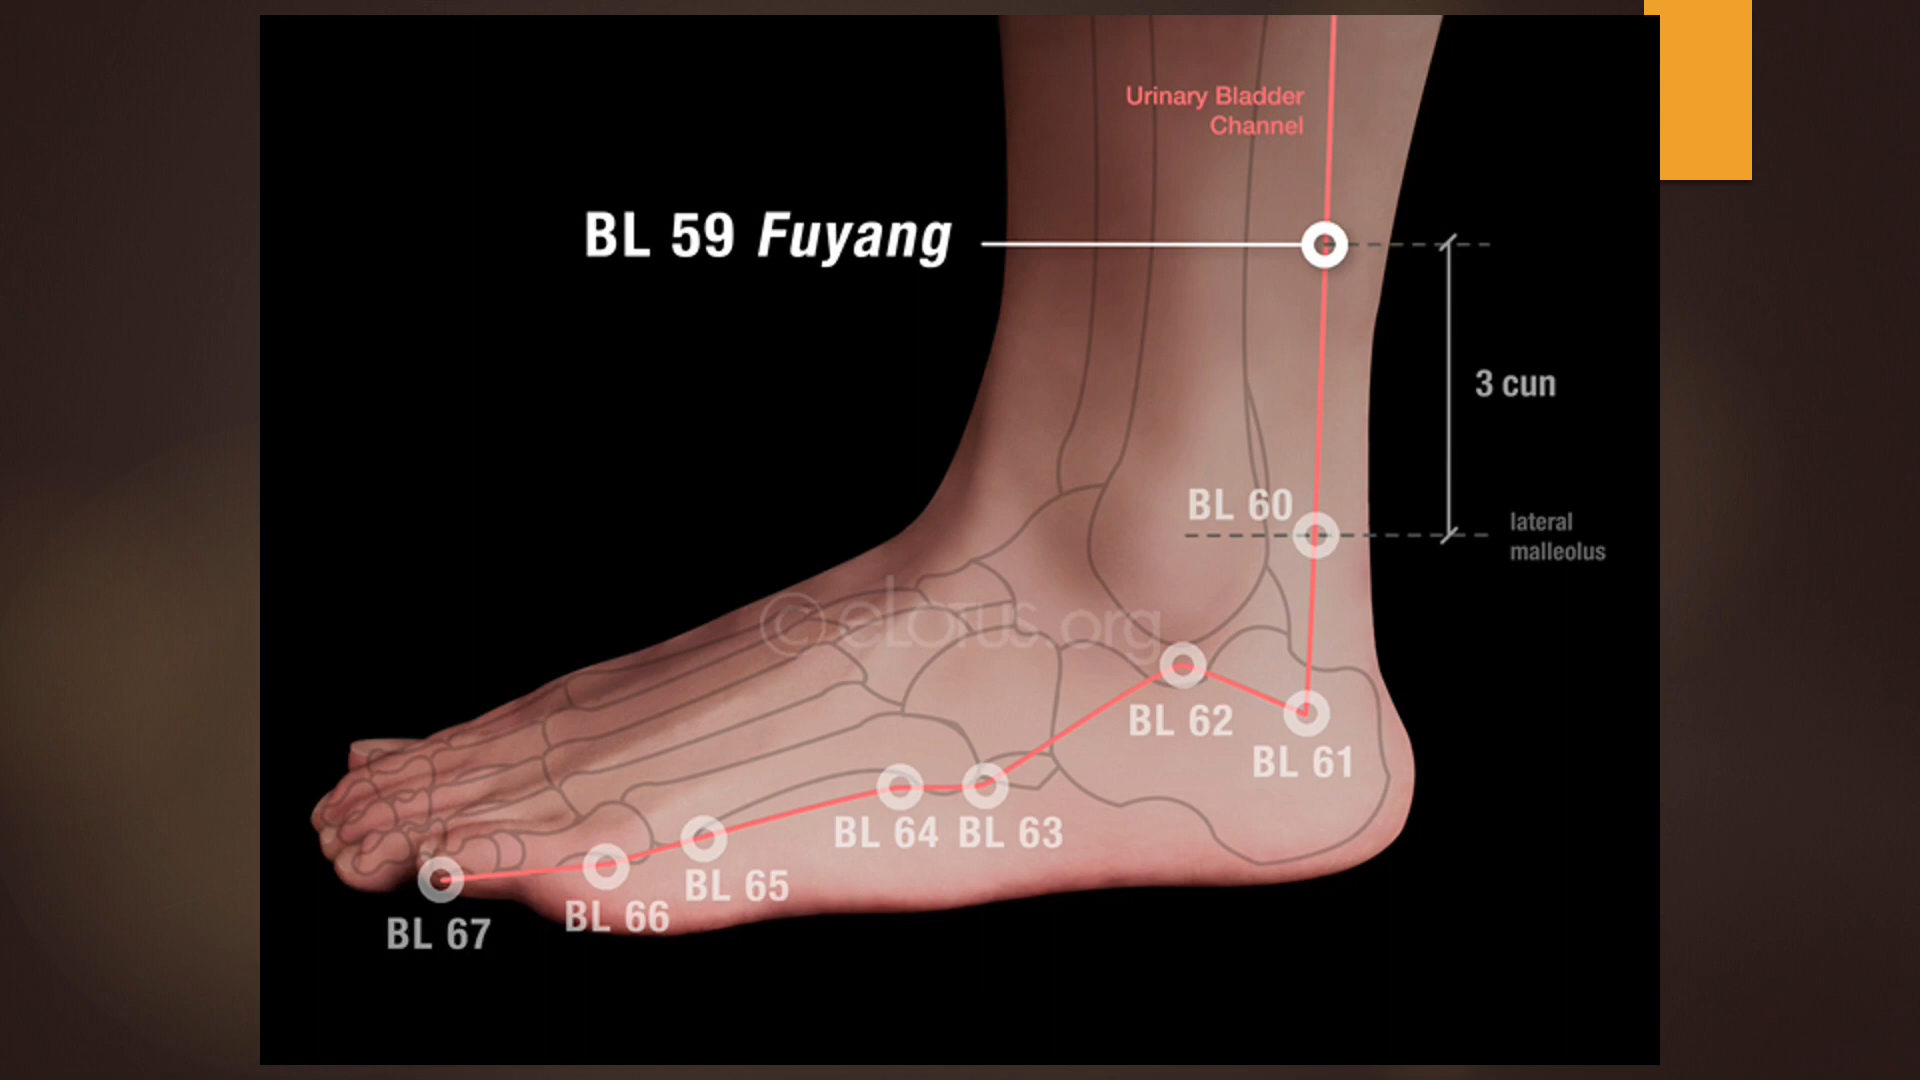 Urinary Bladder
Channel
BL 59 Fuyang
3 cun
BL 60
lateral
malleolus
© eLotus.org
BL 62
BL 61
BL 64 BL 63
BL 65
BL 66
BL 67